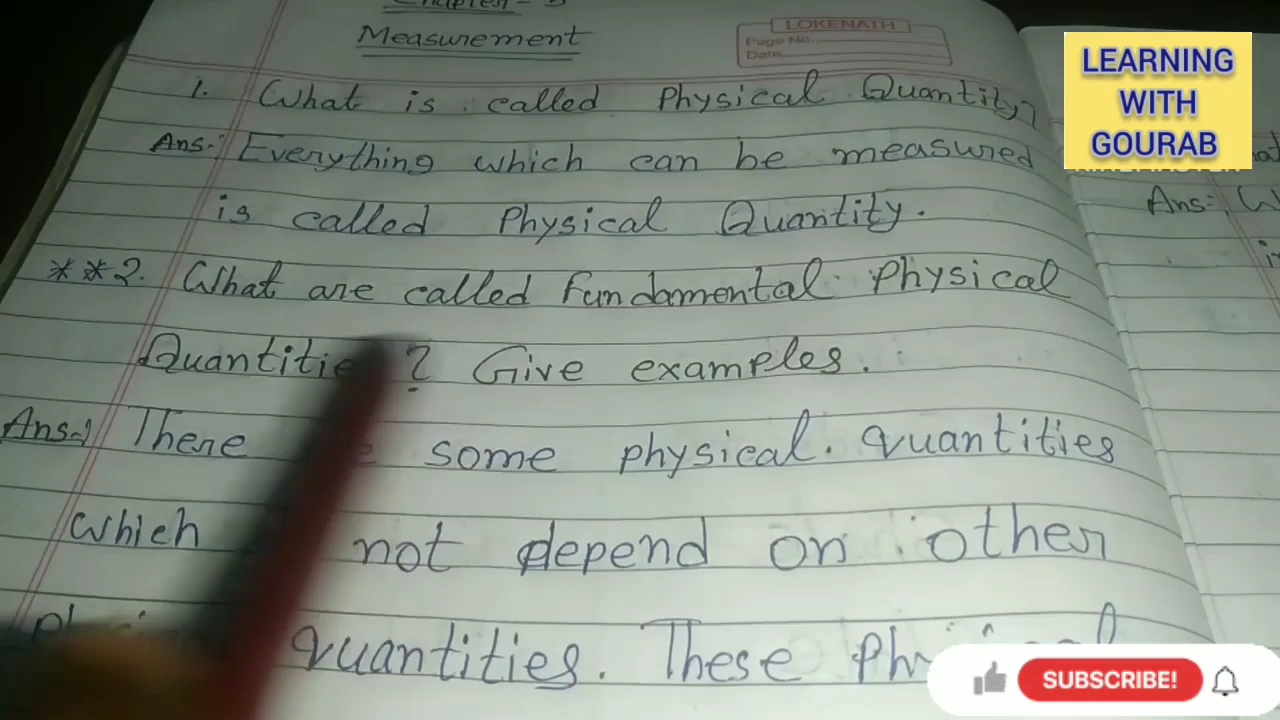 Measurement
LOKENATH
Page No.
Date
LEARNING
WITH
GOURAB
1. What is called Physical Quantity?
Ans:- Everything which can be measured
is called Physical Quantity.
**2. What are called Fundamental Physical
Quantities? Give examples.
Ans:- There some physical quantities
which not depend on other
quantities. These
Ans:-
SUBSCRIBE!